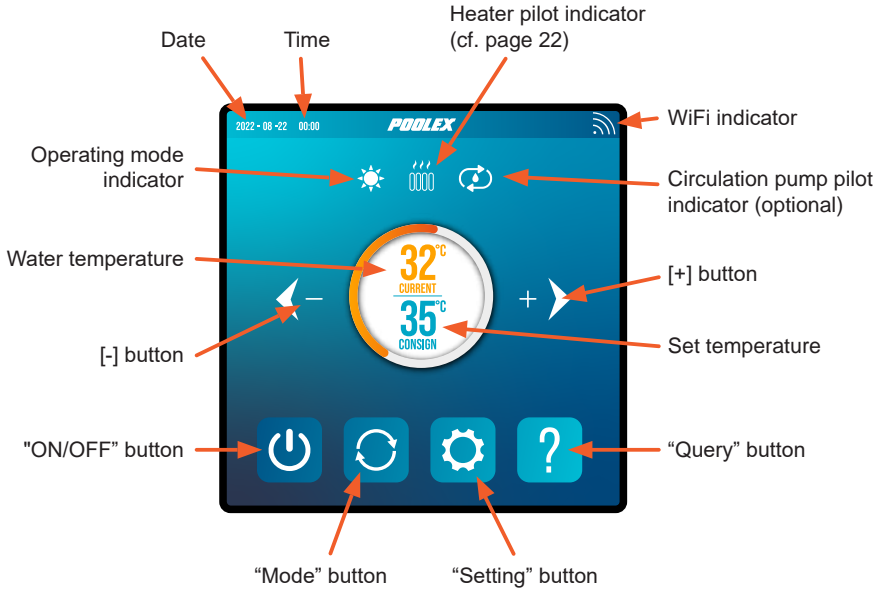 Heater pilot indicator
(cf. page 22)
Date
Time
2022 - 08 -22
00:00
POOLEX
WiFi indicator
Operating mode
indicator
Circulation pump pilot
indicator (optional)
Water temperature
32°C
CURRENT
35°C
CONSIGN
−
+
[+] button
[-] button
Set temperature
"ON/OFF” button
?
“Query” button
“Mode” button
“Setting” button